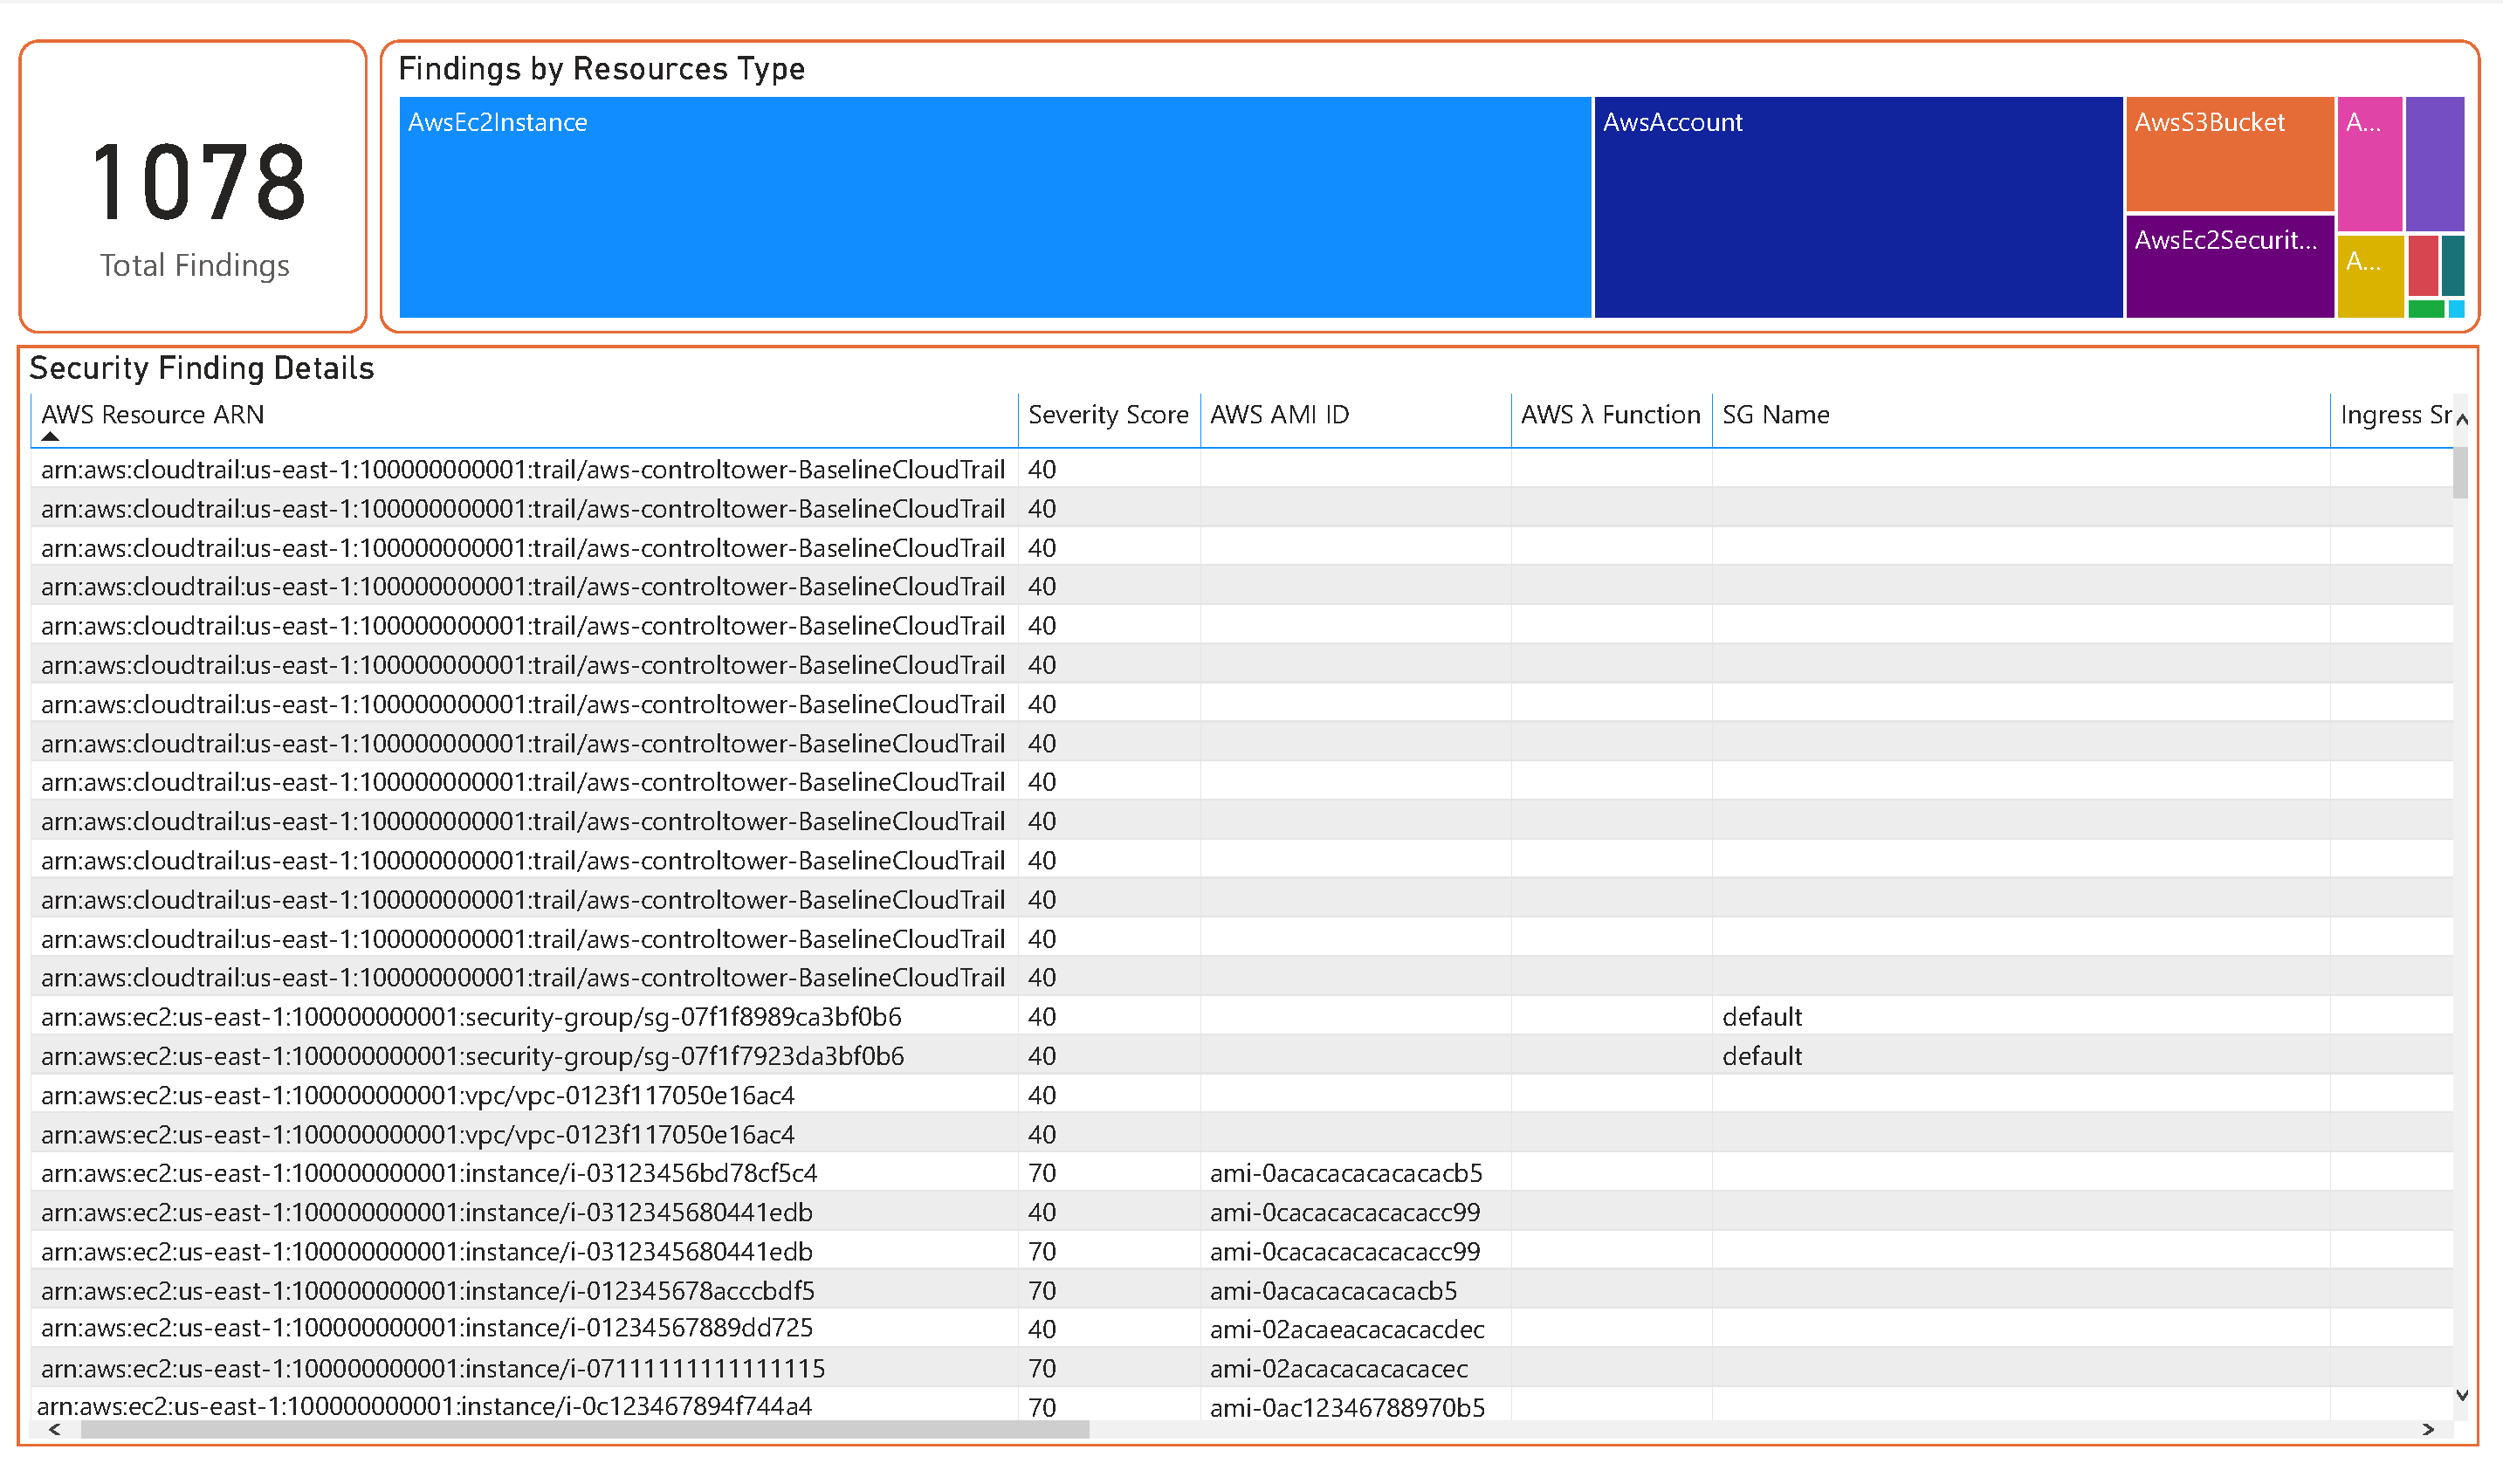 Findings by Resources Type
1078
Total Findings
AwsEc2Instance
AwsAccount
AwsS3Bucket
A...
AwsEc2Securit...
A...
Security Finding Details
AWS Resource ARN Severity Score AWS AMI ID AWS λ Function SG Name Ingress Sr
arn:aws:cloudtrail:us-east-1:100000000001:trail/aws-controltower-BaselineCloudTrail 40
arn:aws:cloudtrail:us-east-1:100000000001:trail/aws-controltower-BaselineCloudTrail 40
arn:aws:cloudtrail:us-east-1:100000000001:trail/aws-controltower-BaselineCloudTrail 40
arn:aws:cloudtrail:us-east-1:100000000001:trail/aws-controltower-BaselineCloudTrail 40
arn:aws:cloudtrail:us-east-1:100000000001:trail/aws-controltower-BaselineCloudTrail 40
arn:aws:cloudtrail:us-east-1:100000000001:trail/aws-controltower-BaselineCloudTrail 40
arn:aws:cloudtrail:us-east-1:100000000001:trail/aws-controltower-BaselineCloudTrail 40
arn:aws:cloudtrail:us-east-1:100000000001:trail/aws-controltower-BaselineCloudTrail 40
arn:aws:cloudtrail:us-east-1:100000000001:trail/aws-controltower-BaselineCloudTrail 40
arn:aws:cloudtrail:us-east-1:100000000001:trail/aws-controltower-BaselineCloudTrail 40
arn:aws:cloudtrail:us-east-1:100000000001:trail/aws-controltower-BaselineCloudTrail 40
arn:aws:cloudtrail:us-east-1:100000000001:trail/aws-controltower-BaselineCloudTrail 40
arn:aws:cloudtrail:us-east-1:100000000001:trail/aws-controltower-BaselineCloudTrail 40
arn:aws:cloudtrail:us-east-1:100000000001:trail/aws-controltower-BaselineCloudTrail 40
arn:aws:ec2:us-east-1:100000000001:security-group/sg-07f1f8989ca3bf0b6 40 default
arn:aws:ec2:us-east-1:100000000001:security-group/sg-07f1f7923da3bf0b6 40 default
arn:aws:ec2:us-east-1:100000000001:vpc/vpc-0123f117050e16ac4 40
arn:aws:ec2:us-east-1:100000000001:vpc/vpc-0123f117050e16ac4 40
arn:aws:ec2:us-east-1:100000000001:instance/i-03123456bd78cf5c4 70 ami-0acacacacacacacb5
arn:aws:ec2:us-east-1:100000000001:instance/i-0312345680441edb 40 ami-0cacacacacacacc99
arn:aws:ec2:us-east-1:100000000001:instance/i-0312345680441edb 70 ami-0cacacacacacacc99
arn:aws:ec2:us-east-1:100000000001:instance/i-012345678acccbdf5 70 ami-0acacacacacacb5
arn:aws:ec2:us-east-1:100000000001:instance/i-01234567889dd725 40 ami-02acaeacacacacdec
arn:aws:ec2:us-east-1:100000000001:instance/i-07111111111111115 70 ami-02acacacacacacec
arn:aws:ec2:us-east-1:100000000001:instance/i-0c123467894f744a4 70 ami-0ac12346788970b5